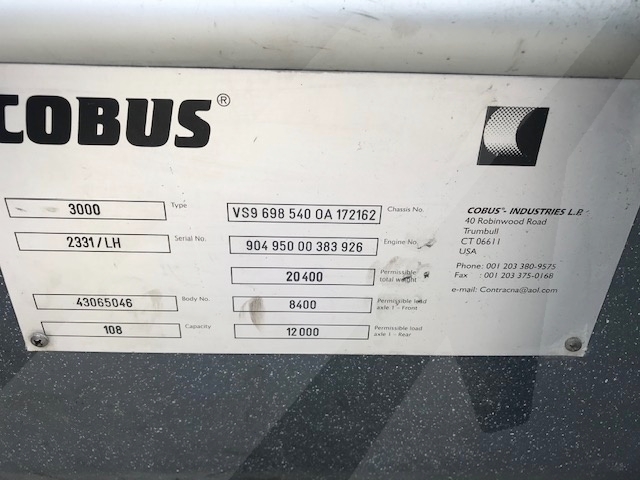 COBUS®
3000 Type
2331/LH Serial No.
43065046 Body No.
108 Capacity
VS9 698 540 0A 172162 Chassis No.
904 950 00 383 926 Engine No.
20400 Permissible total weight
8400 Permissible load axle 1 - Front
12000 Permissible load axle 1 - Rear
COBUS®- INDUSTRIES L.P.
40 Robinwood Road
Trumbull
CT 06611
USA
Phone: 001 203 380-9575
Fax : 001 203 375-0168
e-mail: Contracna@aol.com